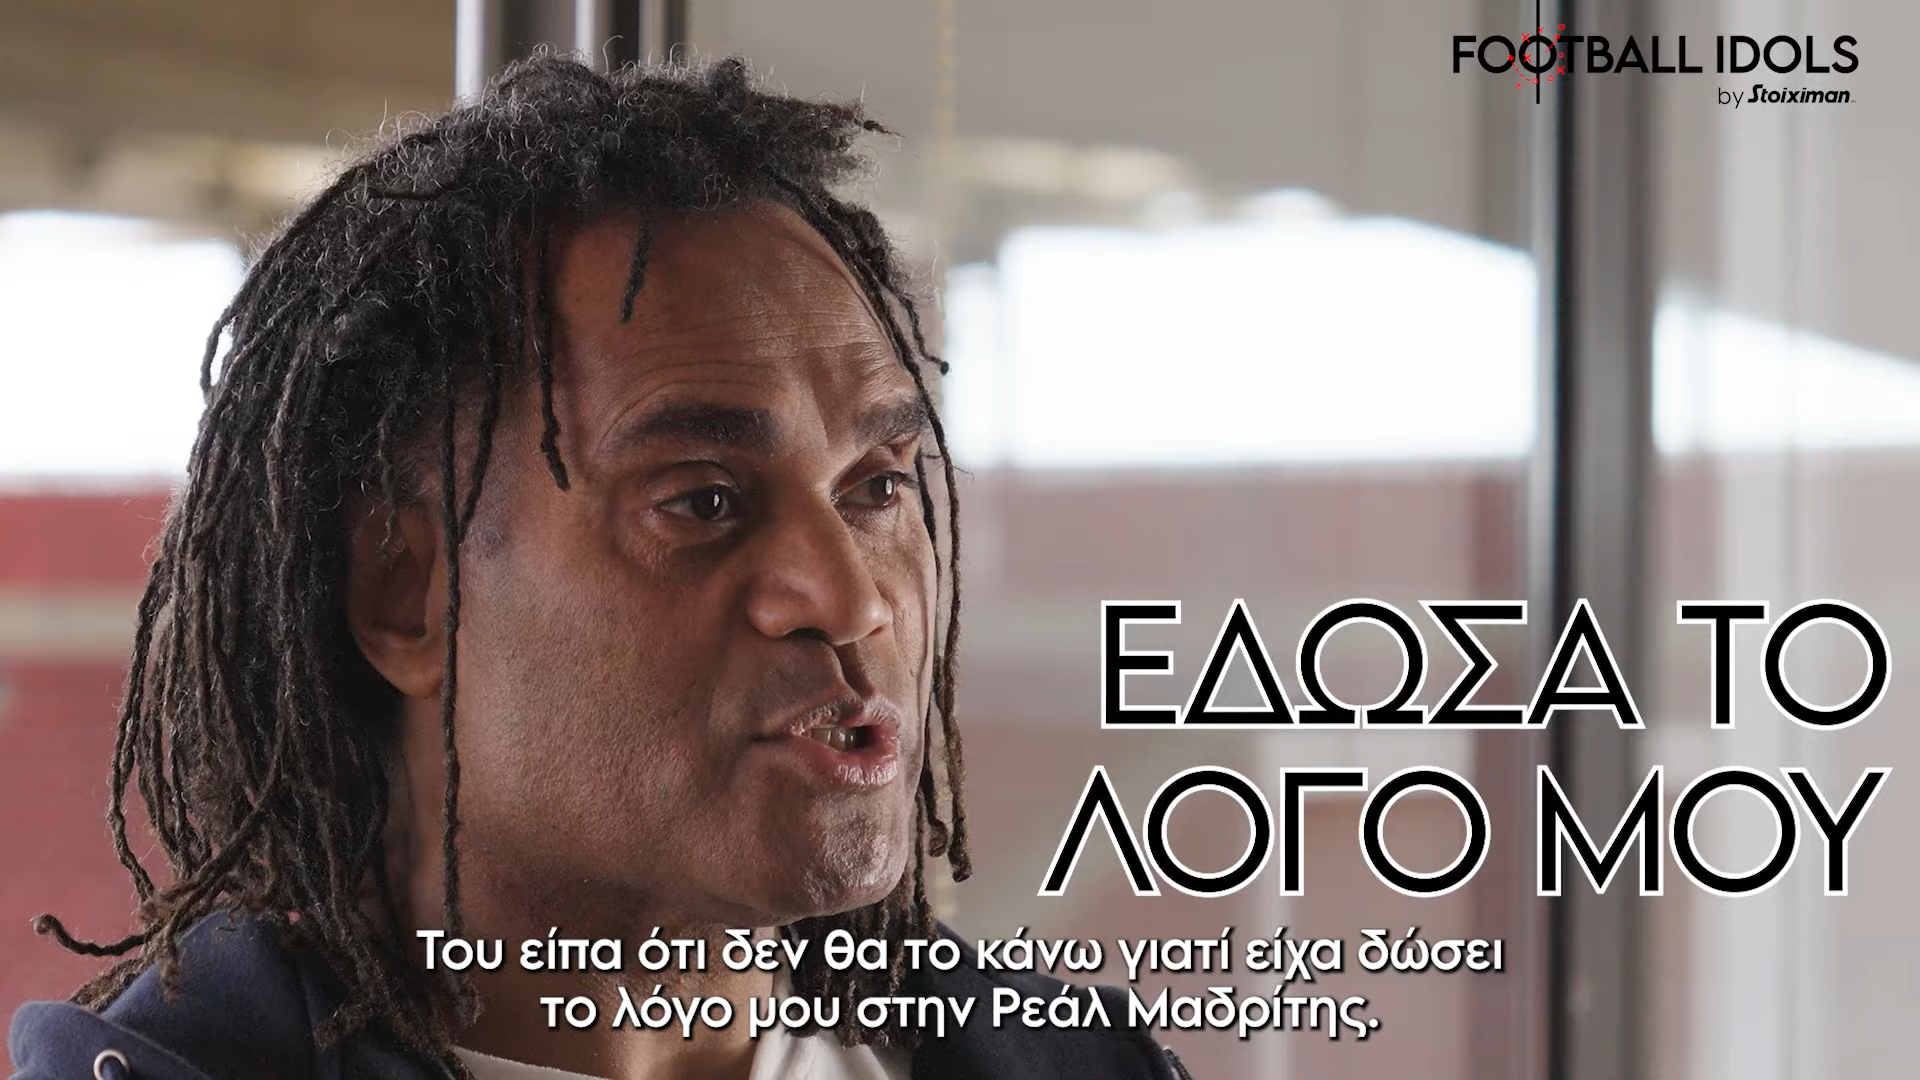 FOOTBALL IDOLS
by Stoiximan
ΕΔΩΣΑ ΤΟ
ΛΟΓΟ ΜΟΥ
Του είπα ότι δεν θα το κάνω γιατί είχα δώσει
το λόγο μου στην Ρεάλ Μαδρίτης.